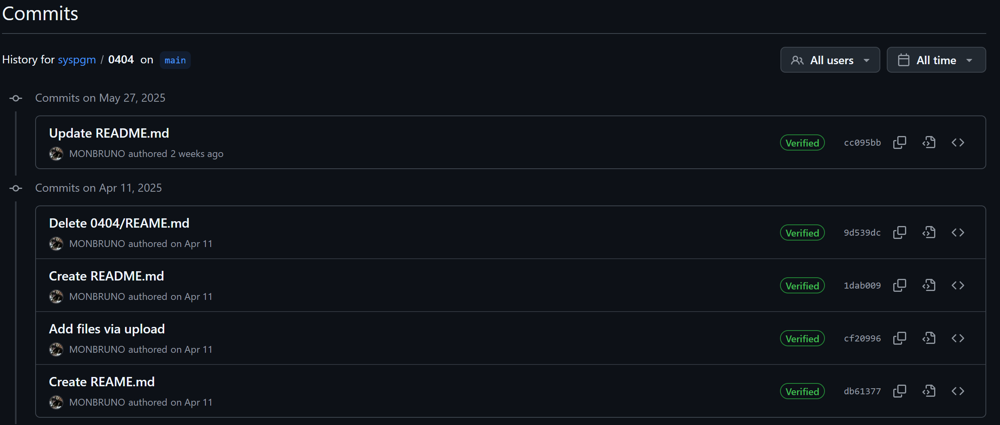 Commits
History for syspgm / 0404 on main
All users
All time
Commits on May 27, 2025
Update README.md
MONBRUNO authored 2 weeks ago
Verified
cc095bb
Commits on Apr 11, 2025
Delete 0404/REAME.md
MONBRUNO authored on Apr 11
Verified
9d539dc
Create README.md
MONBRUNO authored on Apr 11
Verified
1dab009
Add files via upload
MONBRUNO authored on Apr 11
Verified
cf20996
Create REAME.md
MONBRUNO authored on Apr 11
Verified
db61377